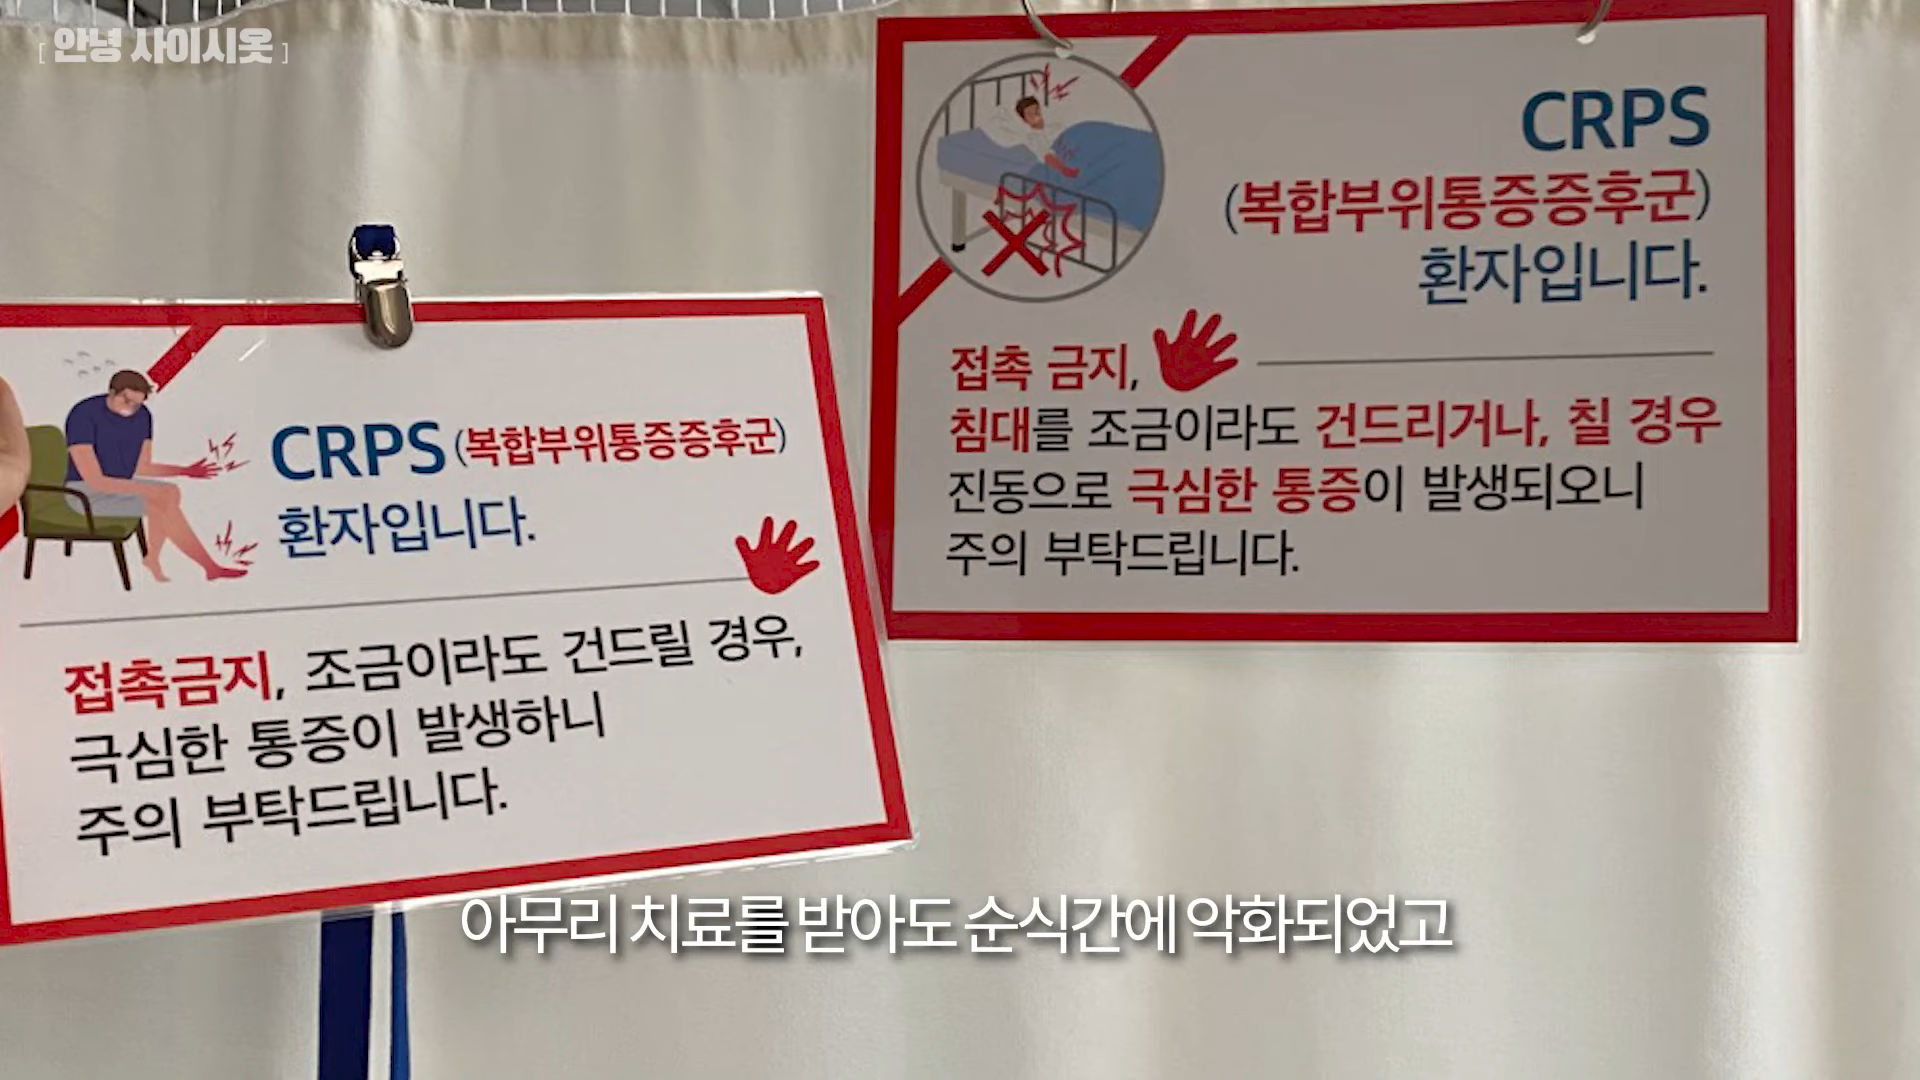 [ 안녕 사이시옷 ]
CRPS
(복합부위통증증후군)
환자입니다.
접촉 금지,
침대를 조금이라도 건드리거나, 칠 경우
진동으로 극심한 통증이 발생되오니
주의 부탁드립니다.
CRPS (복합부위통증증후군)
환자입니다.
접촉금지, 조금이라도 건드릴 경우,
극심한 통증이 발생하니
주의 부탁드립니다.
아무리 치료를 받아도 순식간에 악화되었고